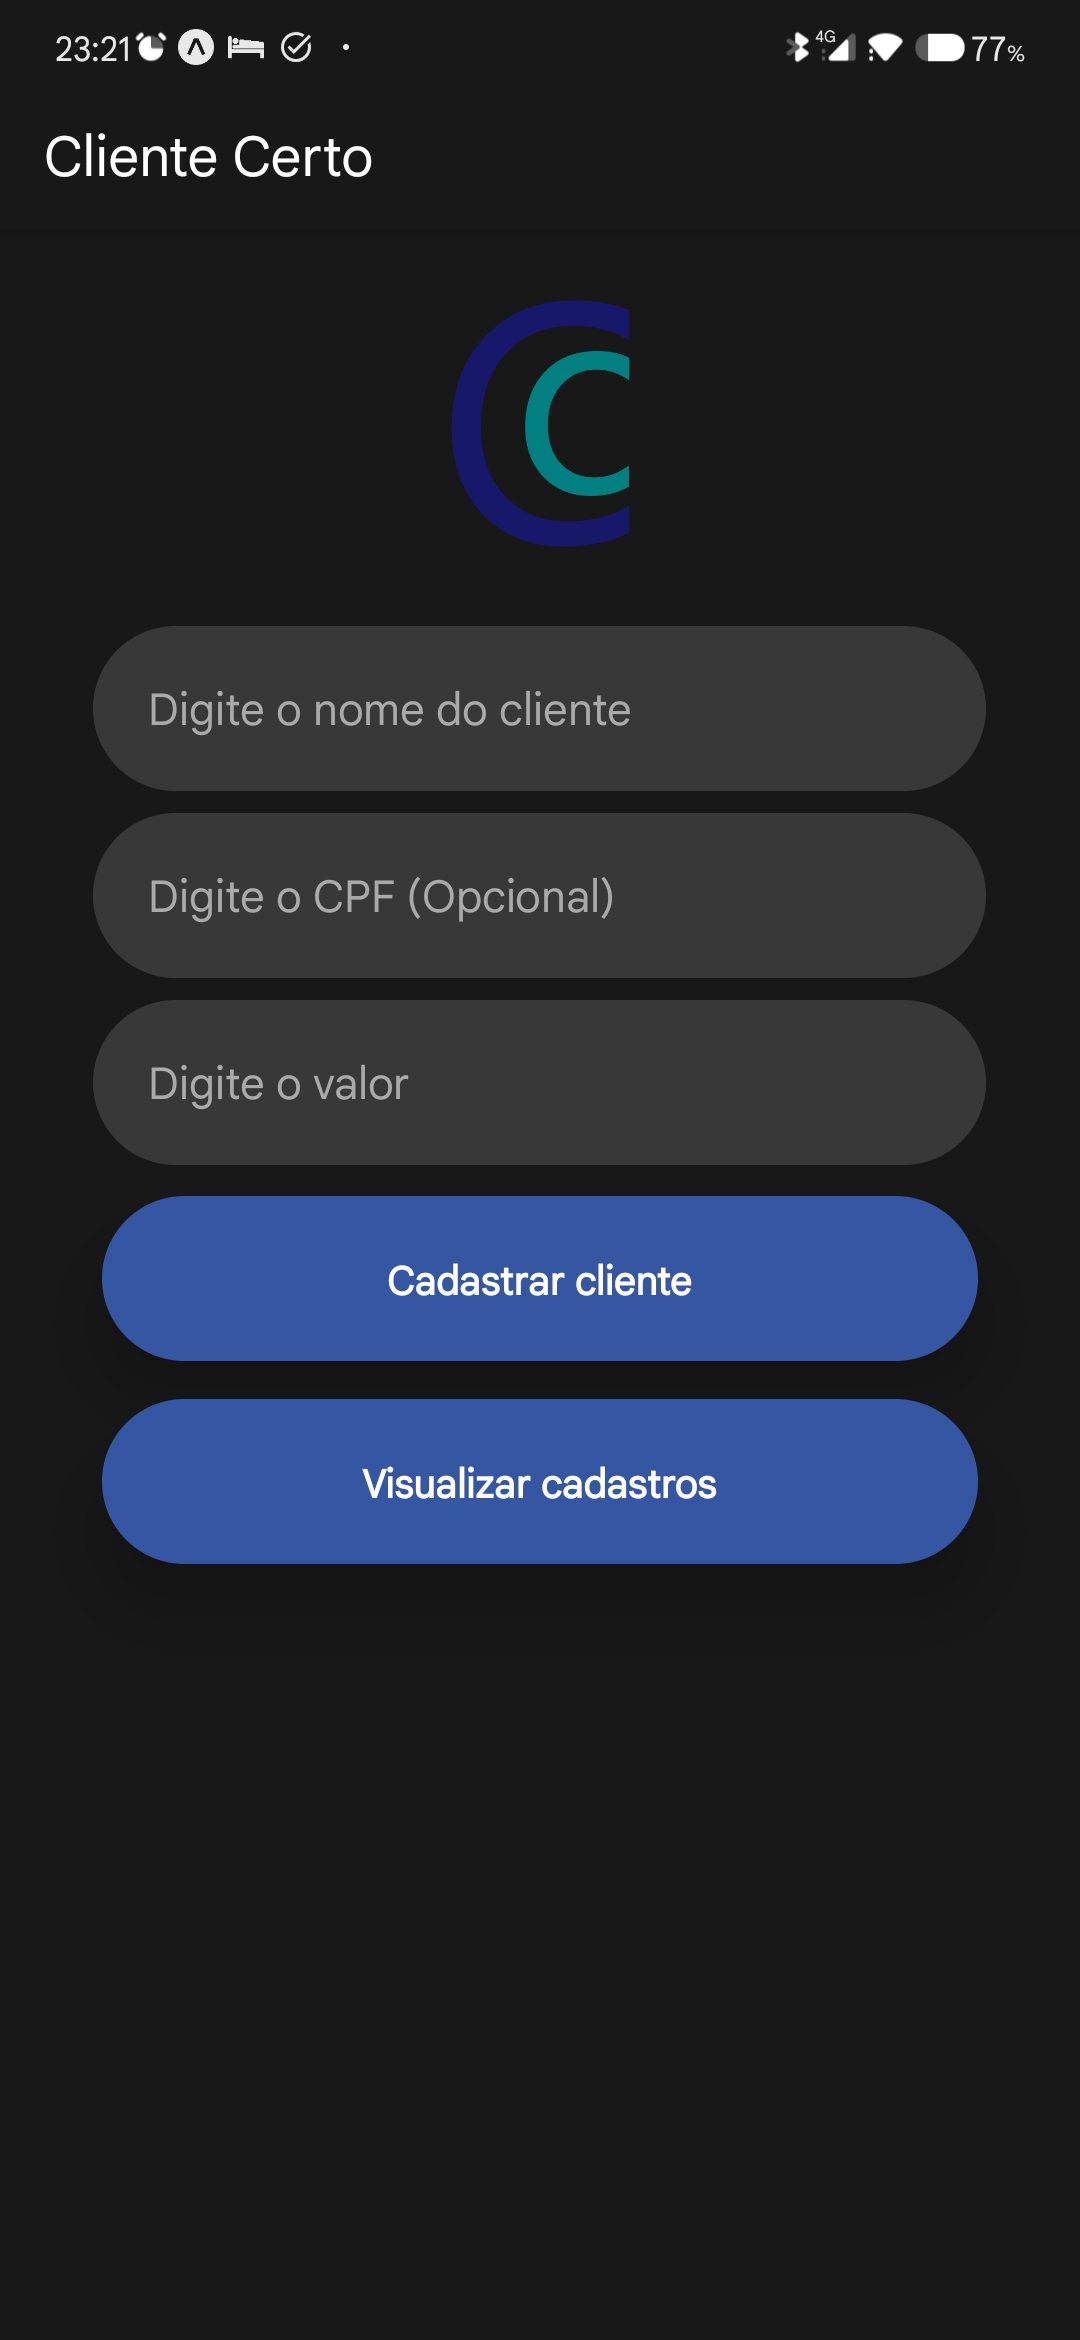 23:21 4G 77%
Cliente Certo
CC
Digite o nome do cliente
Digite o CPF (Opcional)
Digite o valor
Cadastrar cliente
Visualizar cadastros